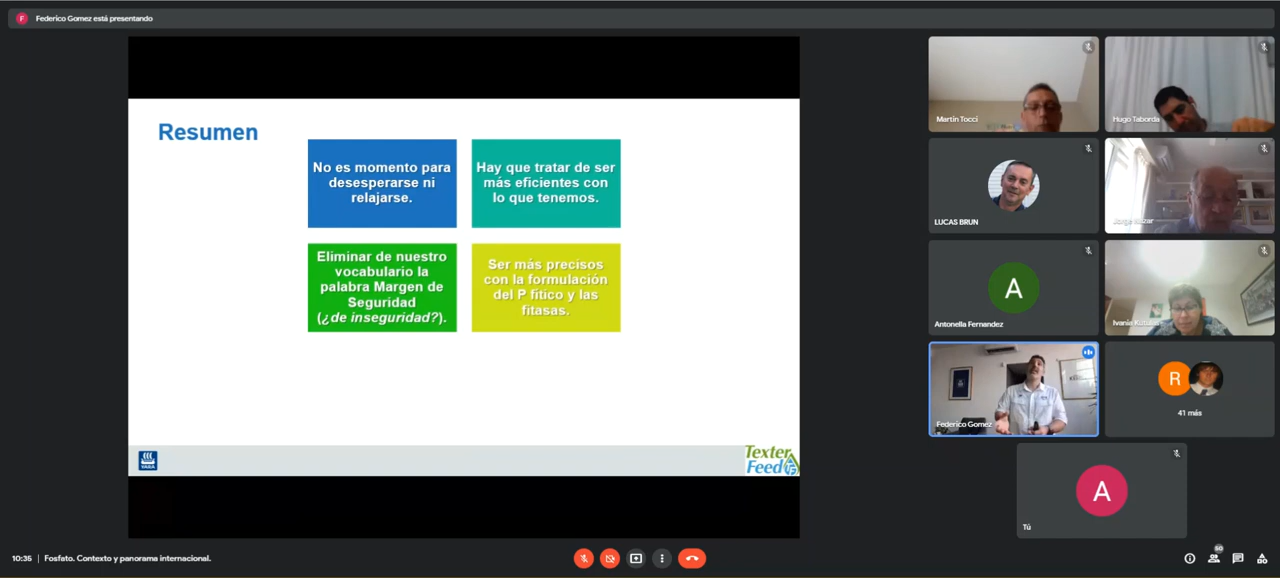 F
Federico Gomez está presentando
Resumen
No es momento para
desesperarse ni
relajarse.
Hay que tratar de ser
más eficientes con
lo que tenemos.
Eliminar de nuestro
vocabulario la
palabra Margen de
Seguridad
(¿de inseguridad?).
Ser más precisos
con la formulación
del P fítico y las
fitasas.
YARA
Texter
Feed
Martín Tocci
Hugo Taborda
LUCAS BRUN
A
Antonella Fernandez
Federico Gomez
R
41 más
A
Tú
10:35 | Fosfato. Contexto y panorama internacional.
50